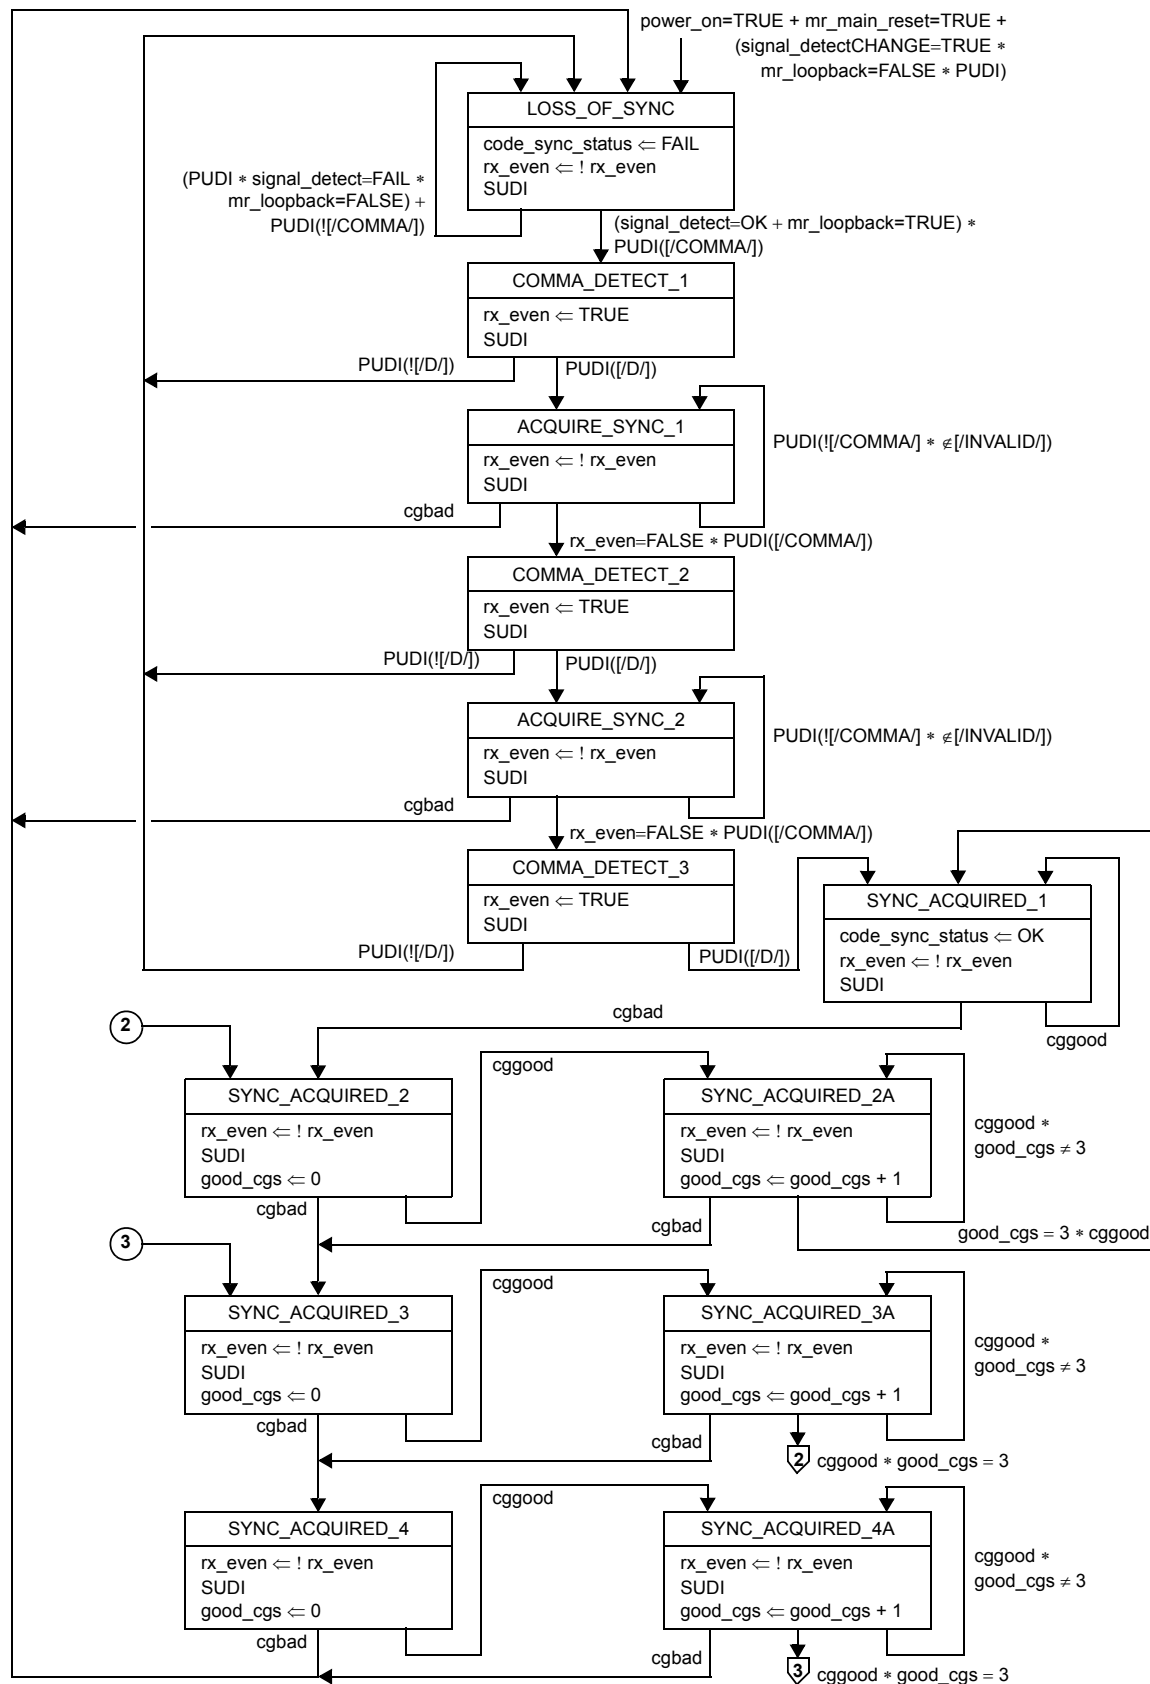 power_on=TRUE + mr_main_reset=TRUE +
(signal_detectCHANGE=TRUE ∗
mr_loopback=FALSE ∗ PUDI)
LOSS_OF_SYNC
code_sync_status ⇐ FAIL
rx_even ⇐ ! rx_even
SUDI
(PUDI ∗ signal_detect=FAIL ∗
mr_loopback=FALSE) +
PUDI(![/COMMA/])
(signal_detect=OK + mr_loopback=TRUE) ∗
PUDI([/COMMA/])
COMMA_DETECT_1
rx_even ⇐ TRUE
SUDI
PUDI(![/D/])
PUDI([/D/])
ACQUIRE_SYNC_1
rx_even ⇐ ! rx_even
SUDI
PUDI(![/COMMA/] ∗ ∉[/INVALID/])
cgbad
rx_even=FALSE ∗ PUDI([/COMMA/])
COMMA_DETECT_2
rx_even ⇐ TRUE
SUDI
PUDI(![/D/])
PUDI([/D/])
ACQUIRE_SYNC_2
rx_even ⇐ ! rx_even
SUDI
PUDI(![/COMMA/] ∗ ∉[/INVALID/])
cgbad
rx_even=FALSE ∗ PUDI([/COMMA/])
COMMA_DETECT_3
rx_even ⇐ TRUE
SUDI
PUDI(![/D/])
PUDI([/D/])
SYNC_ACQUIRED_1
code_sync_status ⇐ OK
rx_even ⇐ ! rx_even
SUDI
cgbad
cggood
2
SYNC_ACQUIRED_2
rx_even ⇐ ! rx_even
SUDI
good_cgs ⇐ 0
cggood
SYNC_ACQUIRED_2A
rx_even ⇐ ! rx_even
SUDI
good_cgs ⇐ good_cgs + 1
cggood ∗
good_cgs ≠ 3
cgbad
cgbad
good_cgs = 3 ∗ cggood
3
SYNC_ACQUIRED_3
rx_even ⇐ ! rx_even
SUDI
good_cgs ⇐ 0
cggood
SYNC_ACQUIRED_3A
rx_even ⇐ ! rx_even
SUDI
good_cgs ⇐ good_cgs + 1
cggood ∗
good_cgs ≠ 3
cgbad
cgbad
2 cggood ∗ good_cgs = 3
SYNC_ACQUIRED_4
rx_even ⇐ ! rx_even
SUDI
good_cgs ⇐ 0
cggood
SYNC_ACQUIRED_4A
rx_even ⇐ ! rx_even
SUDI
good_cgs ⇐ good_cgs + 1
cggood ∗
good_cgs ≠ 3
cgbad
cgbad
3 cggood ∗ good_cgs = 3